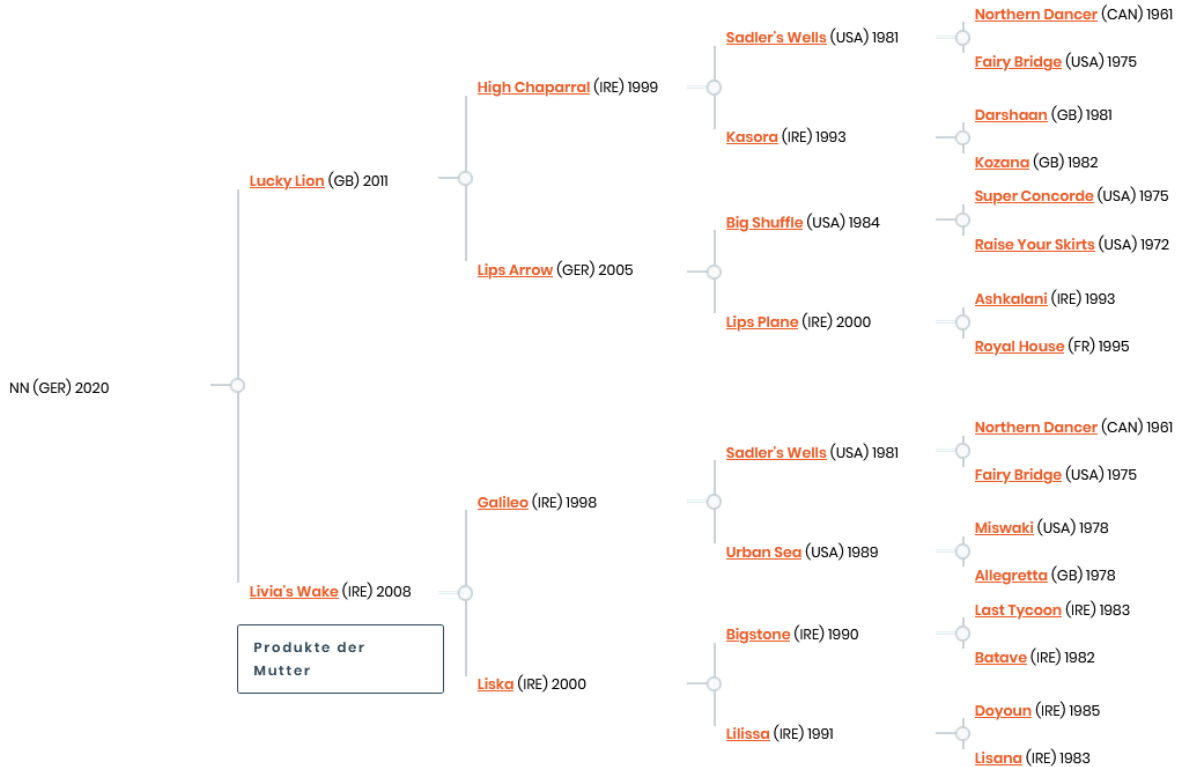 Northern Dancer (CAN) 1961
Sadler's Wells (USA) 1981
Fairy Bridge (USA) 1975
High Chaparral (IRE) 1999
Darshaan (GB) 1981
Kasora (IRE) 1993
Kozana (GB) 1982
Lucky Lion (GB) 2011
Super Concorde (USA) 1975
Big Shuffle (USA) 1984
Raise Your Skirts (USA) 1972
Lips Arrow (GER) 2005
Ashkalani (IRE) 1993
Lips Plane (IRE) 2000
Royal House (FR) 1995
NN (GER) 2020
Northern Dancer (CAN) 1961
Sadler's Wells (USA) 1981
Fairy Bridge (USA) 1975
Galileo (IRE) 1998
Miswaki (USA) 1978
Urban Sea (USA) 1989
Allegretta (GB) 1978
Livia's Wake (IRE) 2008
Last Tycoon (IRE) 1983
Bigstone (IRE) 1990
Produkte der
Mutter
Batave (IRE) 1982
Liska (IRE) 2000
Doyoun (IRE) 1985
Lilissa (IRE) 1991
Lisana (IRE) 1983